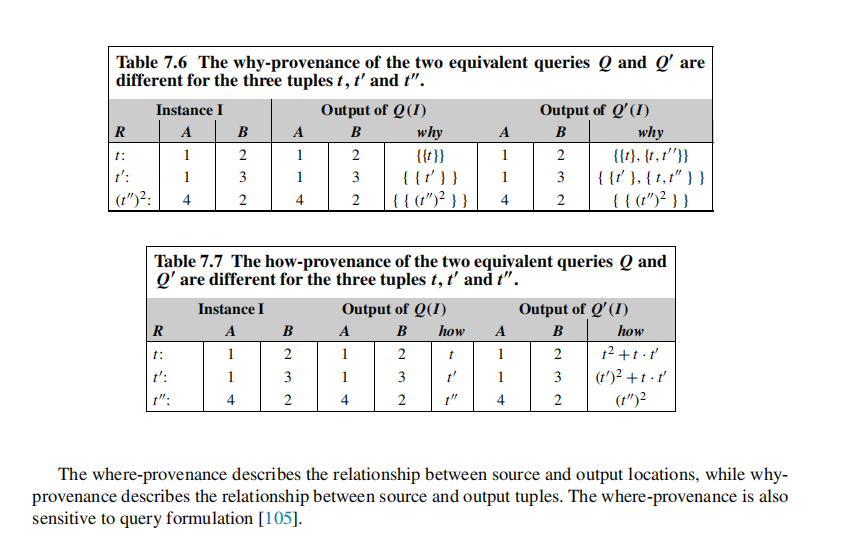 Table 7.6 The why-provenance of the two equivalent queries Q and Q′ are
different for the three tuples t, t′ and t″.
Instance I Output of Q(I) Output of Q′(I)
R A B A B why A B why
t: 1 2 1 2 {{t}} 1 2 {{t}, {t, t′′}}
t′: 1 3 1 3 { { t′ } } 1 3 { {t′ }, { t, t″ } }
(t″)²: 4 2 4 2 { { (t″)² } } 4 2 { { (t″)² } }
Table 7.7 The how-provenance of the two equivalent queries Q and
Q′ are different for the three tuples t, t′ and t″.
Instance I Output of Q(I) Output of Q′(I)
R A B A B how A B how
t: 1 2 1 2 t 1 2 t² + t · t′
t′: 1 3 1 3 t′ 1 3 (t′)² + t · t′
t″: 4 2 4 2 t″ 4 2 (t″)²
The where-provenance describes the relationship between source and output locations, while why-
provenance describes the relationship between source and output tuples. The where-provenance is also
sensitive to query formulation [105].